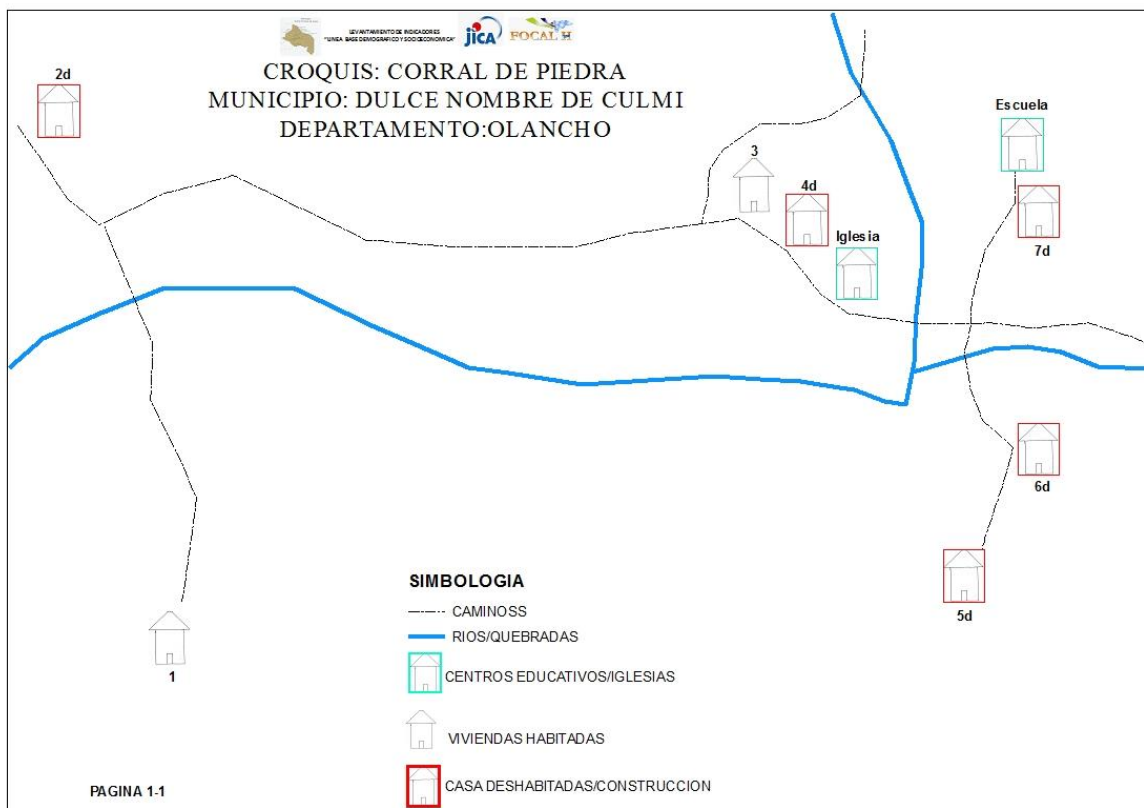 LEVANTAMIENTO DE INDICADORES
"LINEA BASE DEMOGRAFICO Y SOCIOECONOMICA"
JICA
FOCAL II
CROQUIS: CORRAL DE PIEDRA
MUNICIPIO: DULCE NOMBRE DE CULMI
DEPARTAMENTO:OLANCHO
2d
Escuela
3
4d
7d
Iglesia
6d
5d
1
SIMBOLOGIA
CAMINOSS
RIOS/QUEBRADAS
CENTROS EDUCATIVOS/IGLESIAS
VIVIENDAS HABITADAS
CASA DESHABITADAS/CONSTRUCCION
PAGINA 1-1